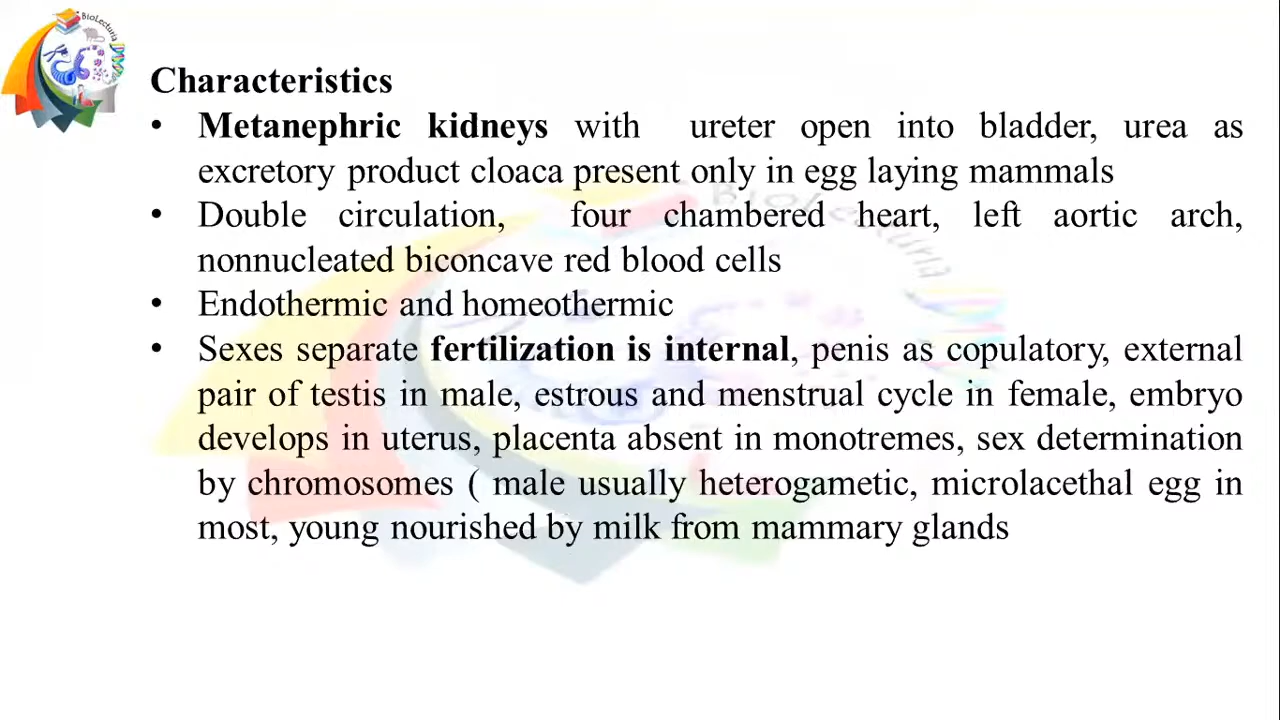 BioLecturia
Characteristics
• Metanephric kidneys with ureter open into bladder, urea as
excretory product cloaca present only in egg laying mammals
• Double circulation, four chambered heart, left aortic arch,
nonnucleated biconcave red blood cells
• Endothermic and homeothermic
• Sexes separate fertilization is internal, penis as copulatory, external
pair of testis in male, estrous and menstrual cycle in female, embryo
develops in uterus, placenta absent in monotremes, sex determination
by chromosomes ( male usually heterogametic, microlacethal egg in
most, young nourished by milk from mammary glands
BioLecturia